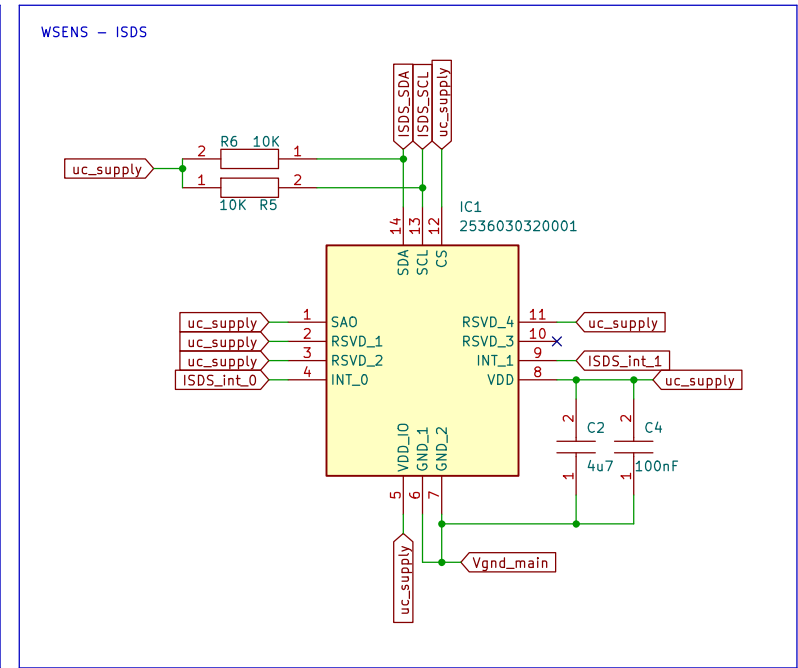 WSENS - ISDS
ISDS_SDA
ISDS_SCL
uc_supply
R6 10K
2 1
uc_supply
1 2
10K R5
IC1
2536030320001
14 13 12
SDA SCL CS
uc_supply 1 SAO
uc_supply 2 RSVD_1
uc_supply 3 RSVD_2
ISDS_int_0 4 INT_0
RSVD_4 11 uc_supply
RSVD_3 10
INT_1 9 ISDS_int_1
VDD 8 uc_supply
VDD_IO GND_1 GND_2
5 6 7
2 C2
1 4u7
2 C4
1 100nF
uc_supply
Vgnd_main